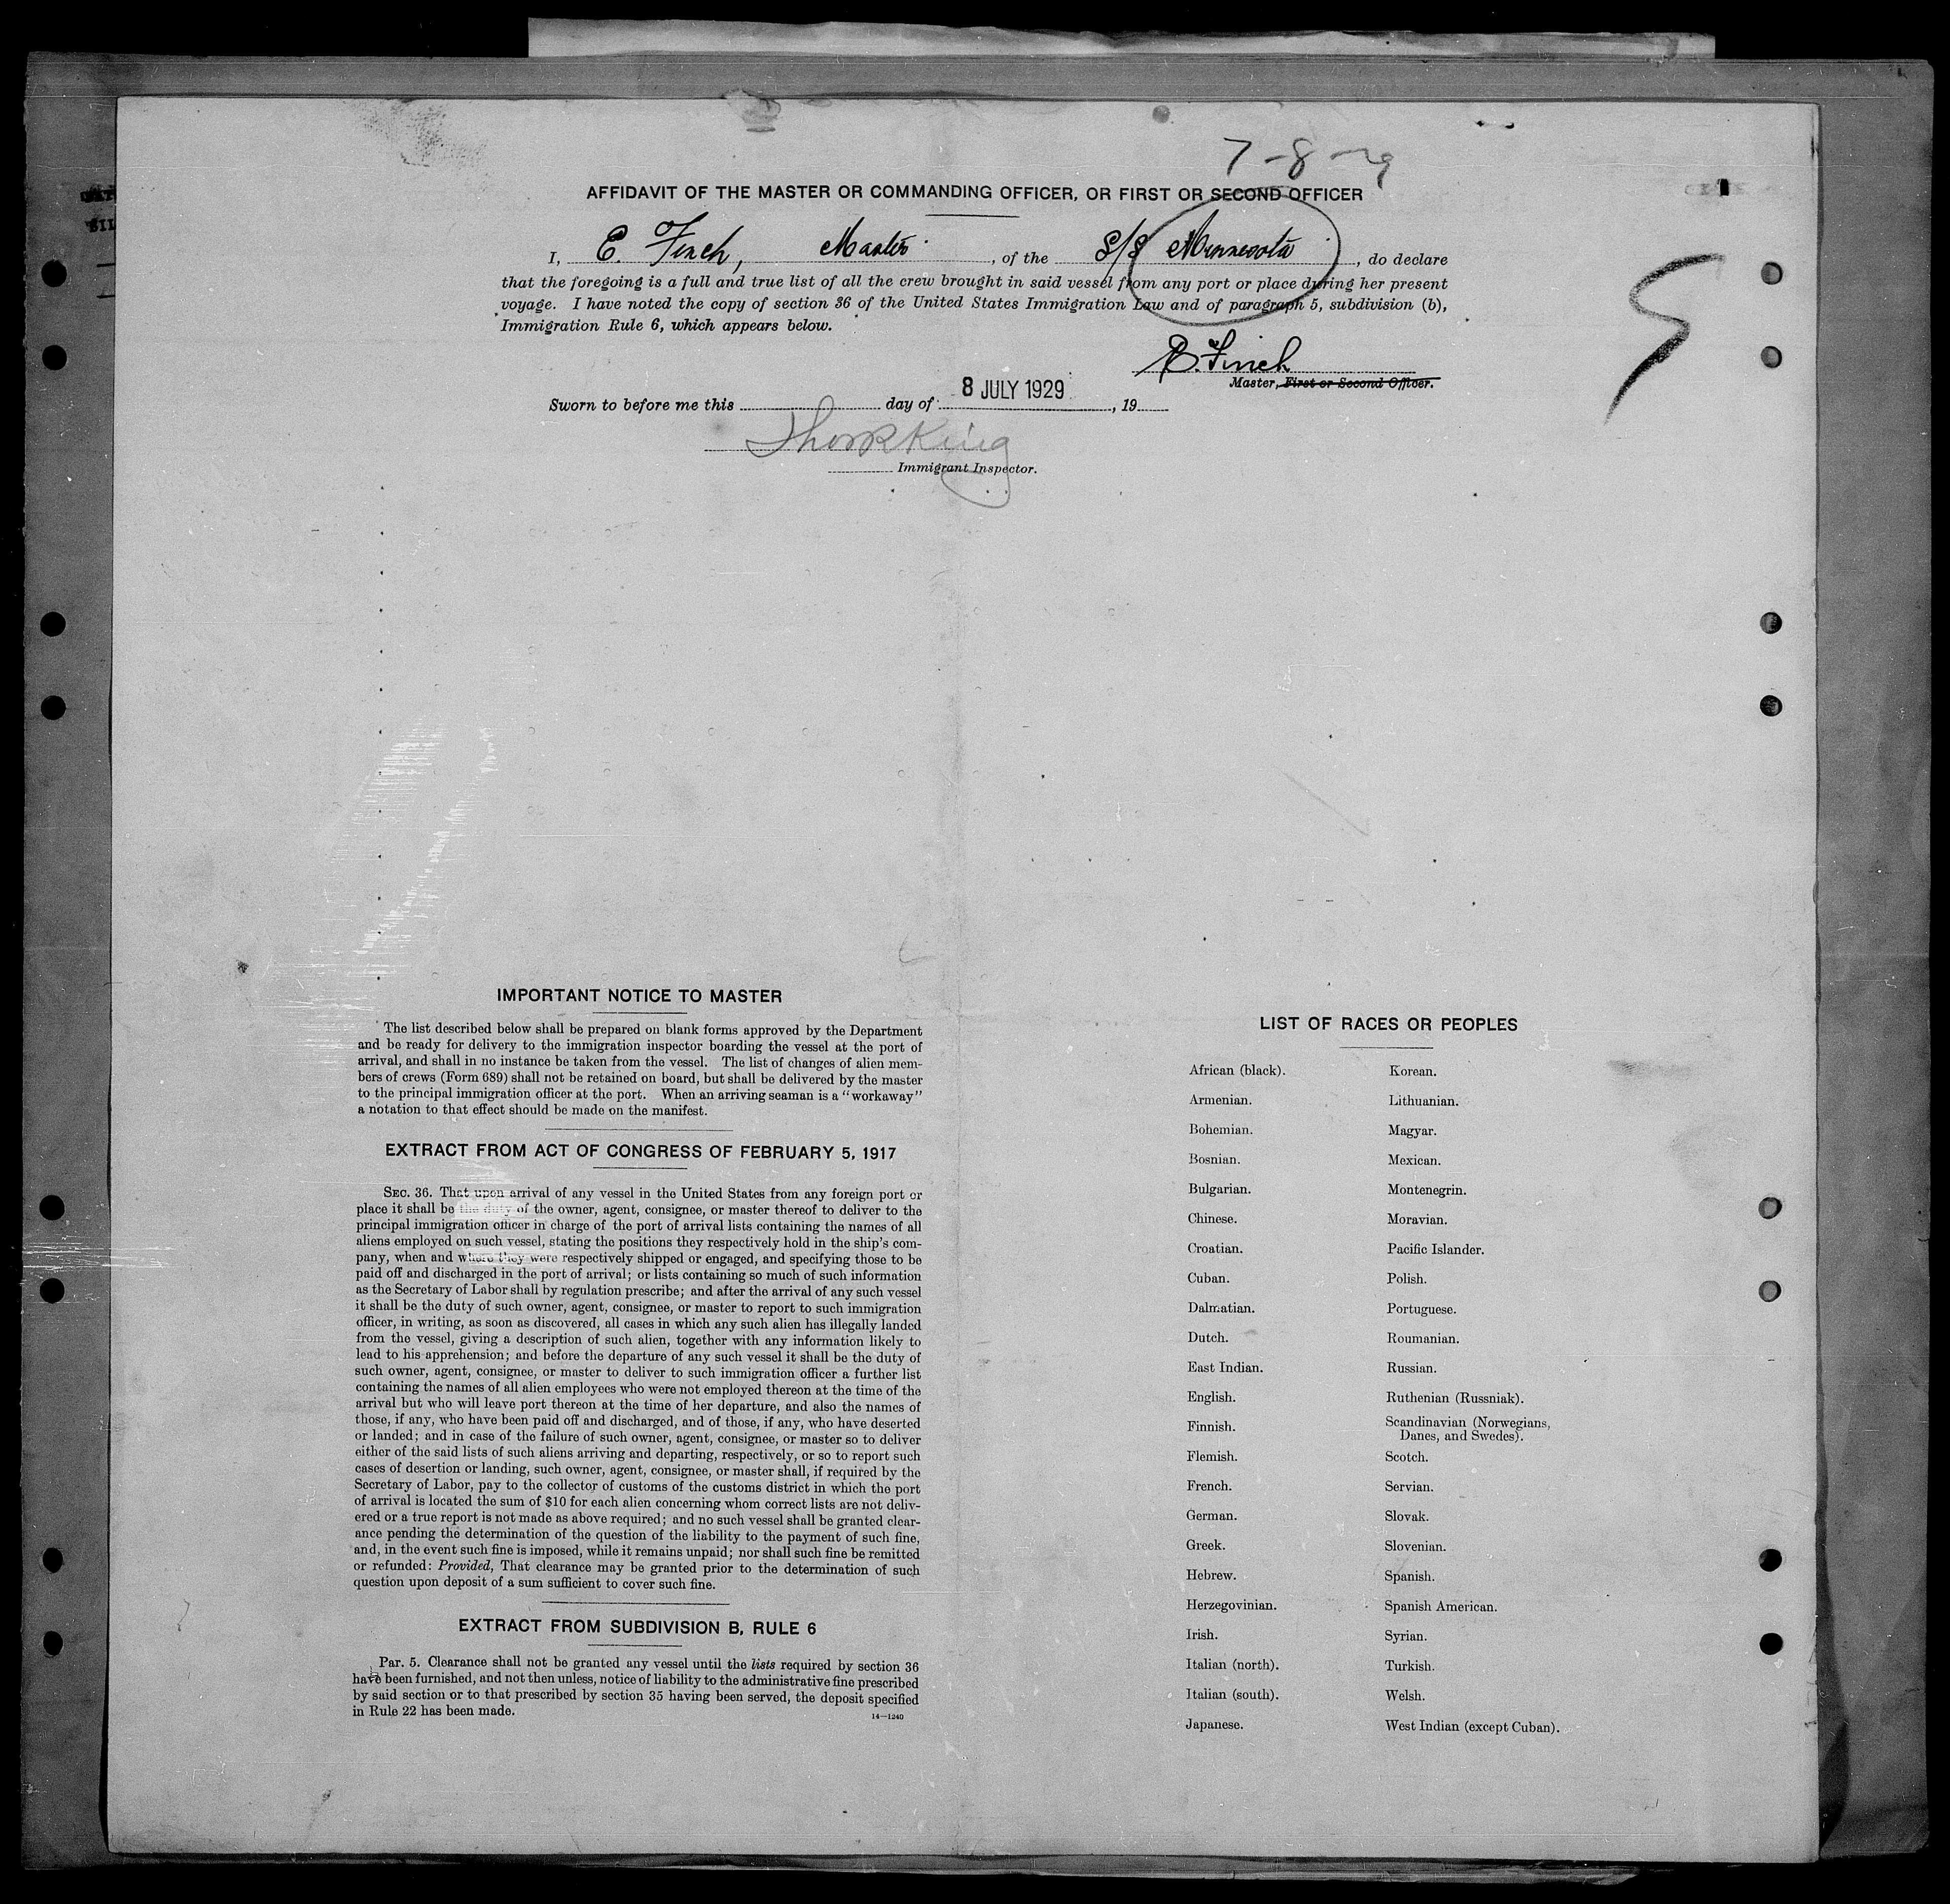 7-8-29
AFFIDAVIT OF THE MASTER OR COMMANDING OFFICER, OR FIRST OR SECOND OFFICER
I, E. Finch, Master, of the S/S Minnesota, do declare
that the foregoing is a full and true list of all the crew brought in said vessel from any port or place during her present
voyage. I have noted the copy of section 36 of the United States Immigration Law and of paragraph 5, subdivision (b),
Immigration Rule 6, which appears below.
E. Finch
Master, First or Second Officer.
Sworn to before me this day of 8 JULY 1929, 19
King
Immigrant Inspector.
IMPORTANT NOTICE TO MASTER
The list described below shall be prepared on blank forms approved by the Department
and be ready for delivery to the immigration inspector boarding the vessel at the port of
arrival, and shall in no instance be taken from the vessel. The list of changes of alien mem-
bers of crews (Form 689) shall not be retained on board, but shall be delivered by the master
to the principal immigration officer at the port. When an arriving seaman is a "workaway"
a notation to that effect should be made on the manifest.
EXTRACT FROM ACT OF CONGRESS OF FEBRUARY 5, 1917
SEC. 36. That upon arrival of any vessel in the United States from any foreign port or
place it shall be the duty of the owner, agent, consignee, or master thereof to deliver to the
principal immigration officer in charge of the port of arrival lists containing the names of all
aliens employed on such vessel, stating the positions they respectively hold in the ship's com-
pany, when and where they were respectively shipped or engaged, and specifying those to be
paid off and discharged in the port of arrival; or lists containing so much of such information
as the Secretary of Labor shall by regulation prescribe; and after the arrival of any such vessel
it shall be the duty of such owner, agent, consignee, or master to report to such immigration
officer, in writing, as soon as discovered, all cases in which any such alien has illegally landed
from the vessel, giving a description of such alien, together with any information likely to
lead to his apprehension; and before the departure of any such vessel it shall be the duty of
such owner, agent, consignee, or master to deliver to such immigration officer a further list
containing the names of all alien employees who were not employed thereon at the time of the
arrival but who will leave port thereon at the time of her departure, and also the names of
those, if any, who have been paid off and discharged, and of those, if any, who have deserted
or landed; and in case of the failure of such owner, agent, consignee, or master so to deliver
either of the said lists of such aliens arriving and departing, respectively, or so to report such
cases of desertion or landing, such owner, agent, consignee, or master shall, if required by the
Secretary of Labor, pay to the collector of customs of the customs district in which the port
of arrival is located the sum of $10 for each alien concerning whom correct lists are not deliv-
ered or a true report is not made as above required; and no such vessel shall be granted clear-
ance pending the determination of the question of the liability to the payment of such fine,
and, in the event such fine is imposed, while it remains unpaid; nor shall such fine be remitted
or refunded: Provided, That clearance may be granted prior to the determination of such
question upon deposit of a sum sufficient to cover such fine.
EXTRACT FROM SUBDIVISION B, RULE 6
Par. 5. Clearance shall not be granted any vessel until the lists required by section 36
have been furnished, and not then unless, notice of liability to the administrative fine prescribed
by said section or to that prescribed by section 35 having been served, the deposit specified
in Rule 22 has been made.
14—1240
LIST OF RACES OR PEOPLES
African (black).
Armenian.
Bohemian.
Bosnian.
Bulgarian.
Chinese.
Croatian.
Cuban.
Dalmatian.
Dutch.
East Indian.
English.
Finnish.
Flemish.
French.
German.
Greek.
Hebrew.
Herzegovinian.
Irish.
Italian (north).
Italian (south).
Japanese.
Korean.
Lithuanian.
Magyar.
Mexican.
Montenegrin.
Moravian.
Pacific Islander.
Polish.
Portuguese.
Roumanian.
Russian.
Ruthenian (Russniak).
Scandinavian (Norwegians,
Danes, and Swedes).
Scotch.
Servian.
Slovak.
Slovenian.
Spanish.
Spanish American.
Syrian.
Turkish.
Welsh.
West Indian (except Cuban).